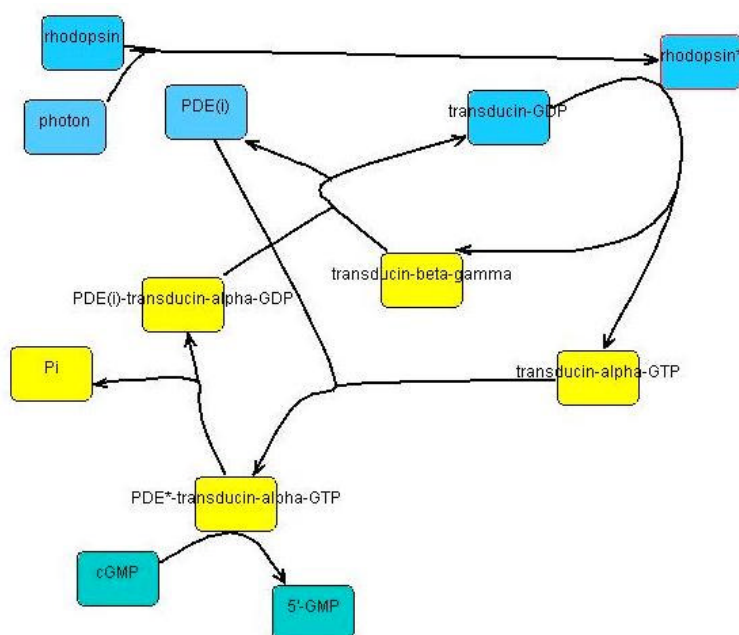 rhodopsin
rhodopsin*
photon
PDE(i)
transducin-GDP
transducin-beta-gamma
PDE(i)-transducin-alpha-GDP
Pi
transducin-alpha-GTP
PDE*-transducin-alpha-GTP
cGMP
5'-GMP